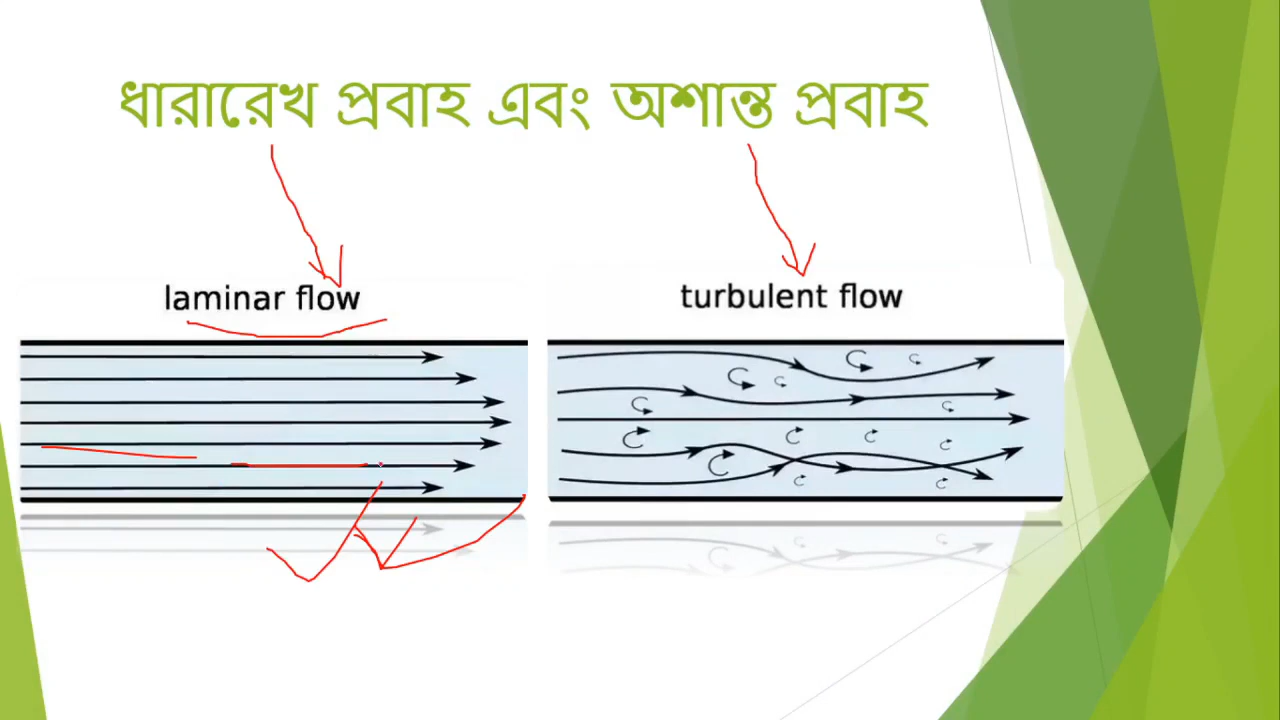 ধারারেখ প্রবাহ এবং অশান্ত প্রবাহ
laminar flow
turbulent flow